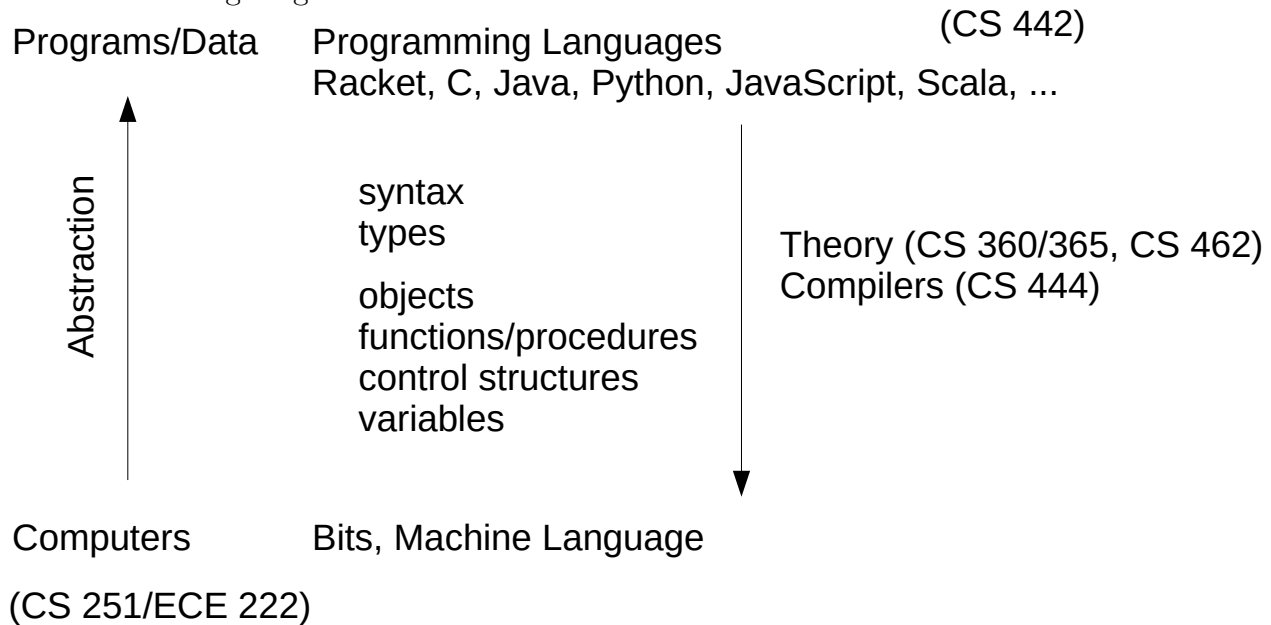 (CS 442)
Programs/Data Programming Languages
Racket, C, Java, Python, JavaScript, Scala, ...
Abstraction
syntax
types
objects
functions/procedures
control structures
variables
Theory (CS 360/365, CS 462)
Compilers (CS 444)
Computers Bits, Machine Language
(CS 251/ECE 222)